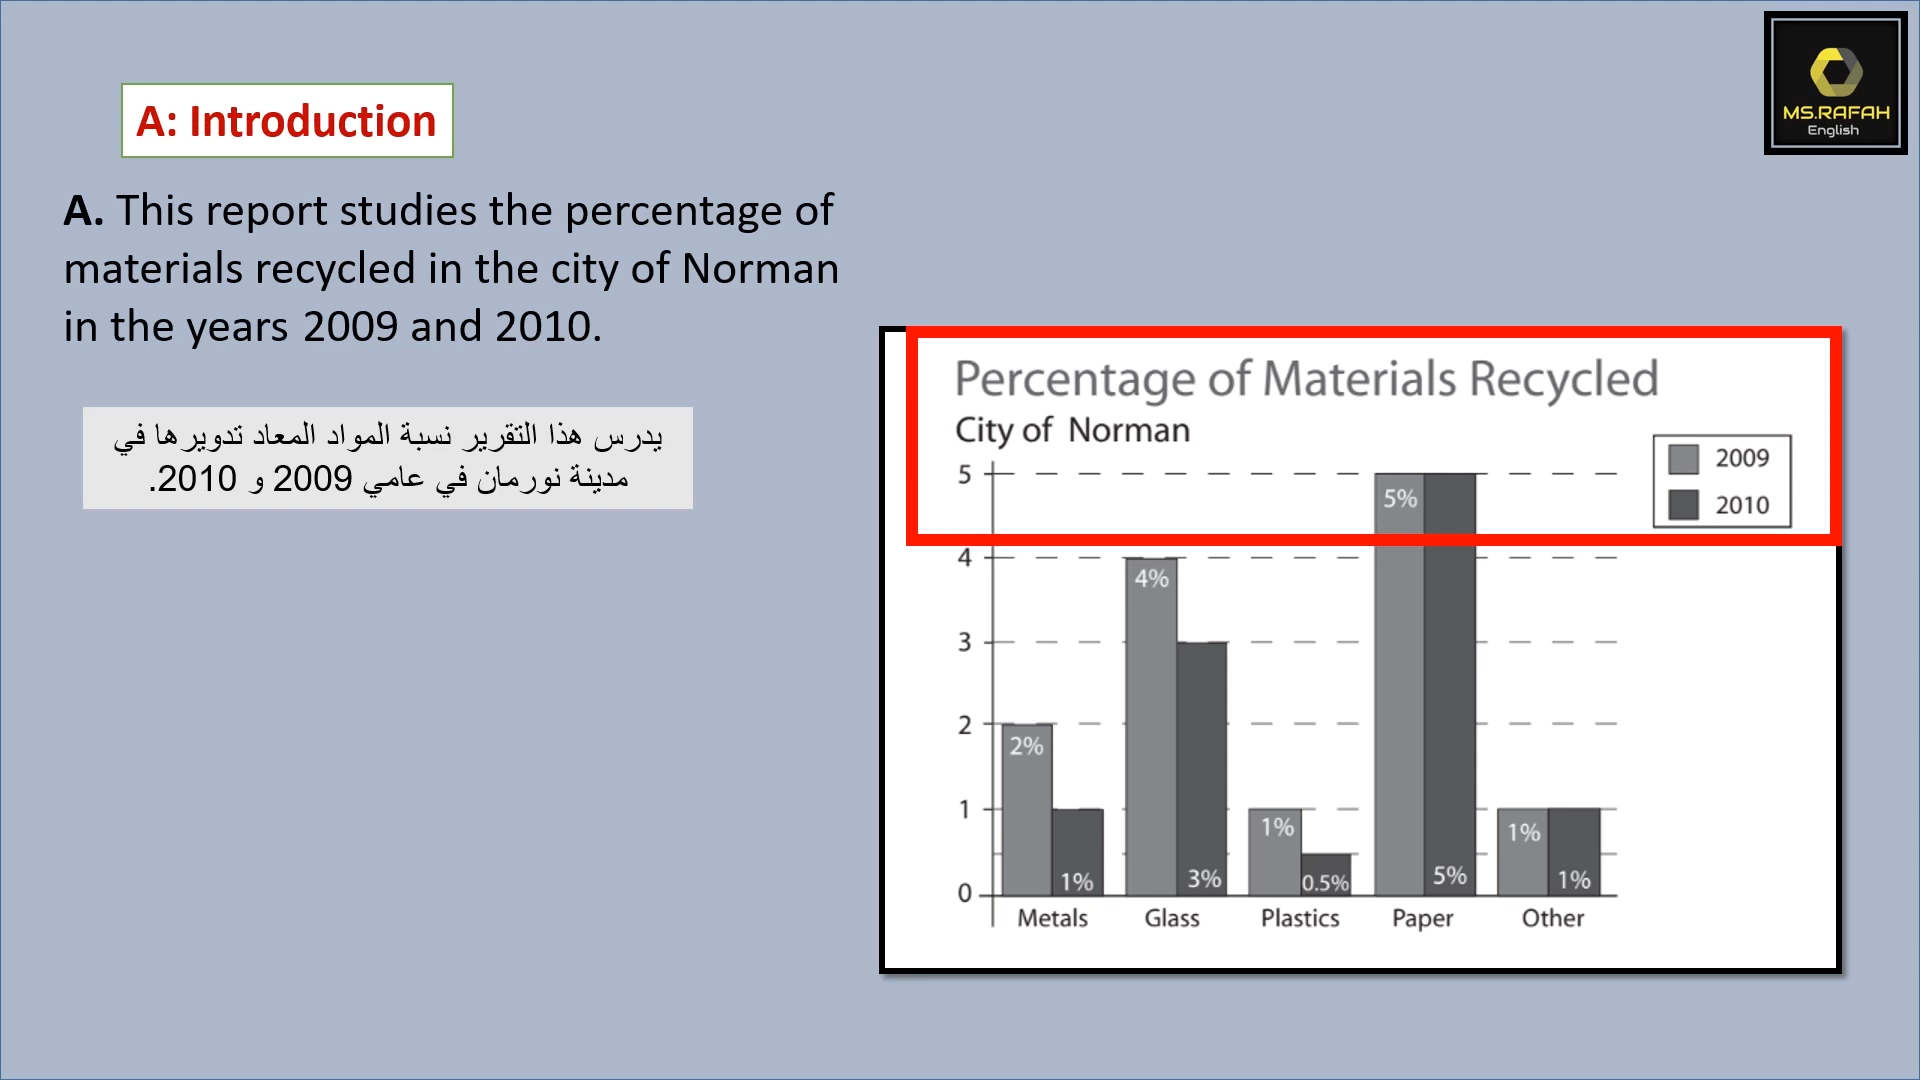 MS.RAFAH
English
A: Introduction
A. This report studies the percentage of
materials recycled in the city of Norman
in the years 2009 and 2010.
يدرس هذا التقرير نسبة المواد المعاد تدويرها في
مدينة نورمان في عامي 2009 و 2010.
Percentage of Materials Recycled
City of Norman
2009
2010
5
4
3
2
1
0
2%
1%
4%
3%
1%
0.5%
5%
5%
1%
1%
Metals
Glass
Plastics
Paper
Other